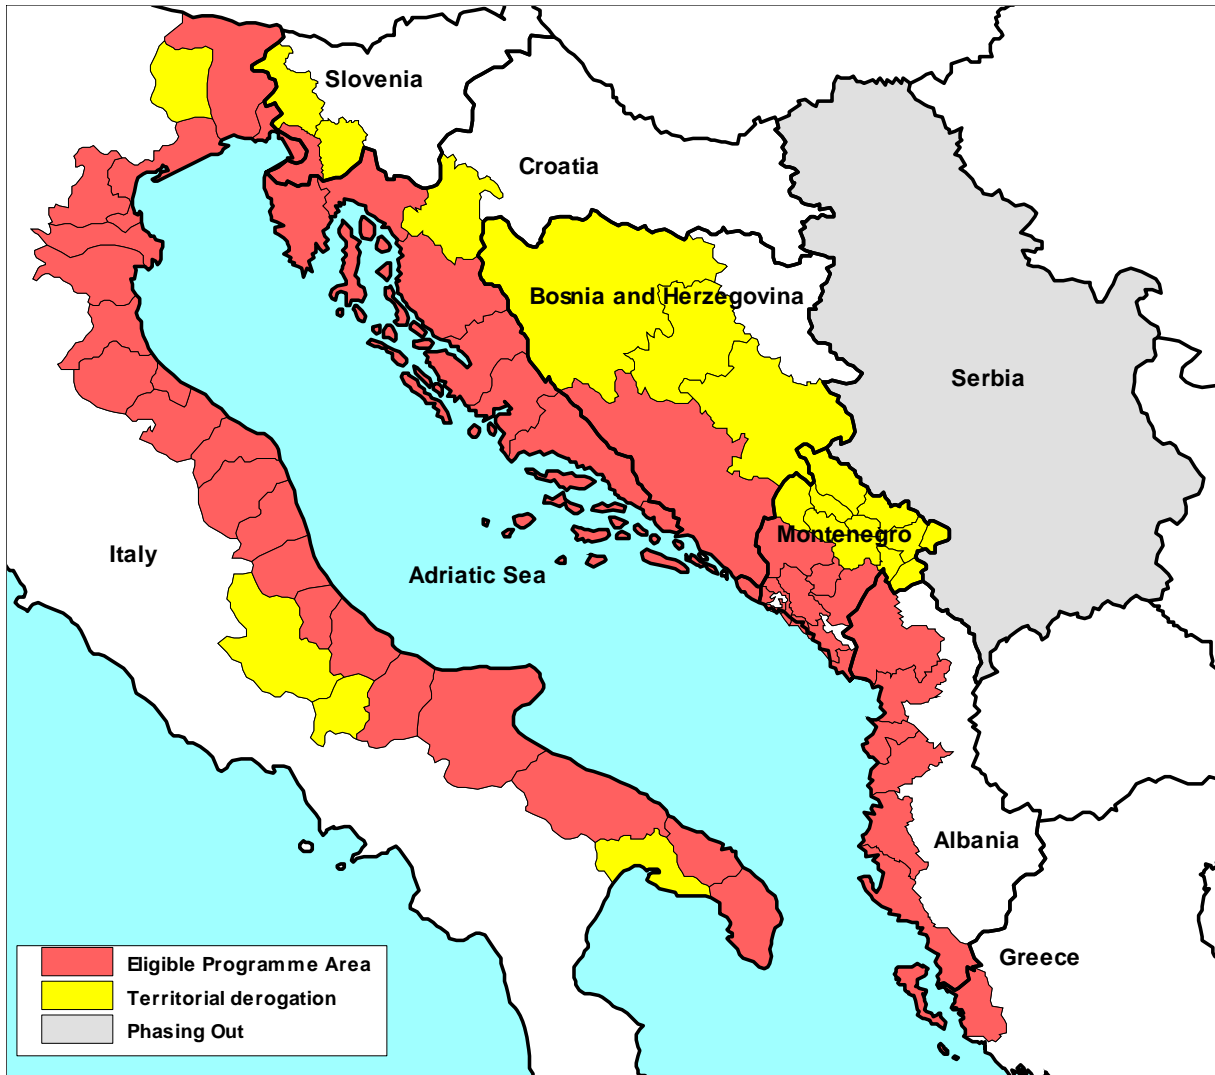 Slovenia
Croatia
Bosnia and Herzegovina
Serbia
Montenegro
Italy
Adriatic Sea
Albania
Greece
Eligible Programme Area
Territorial derogation
Phasing Out